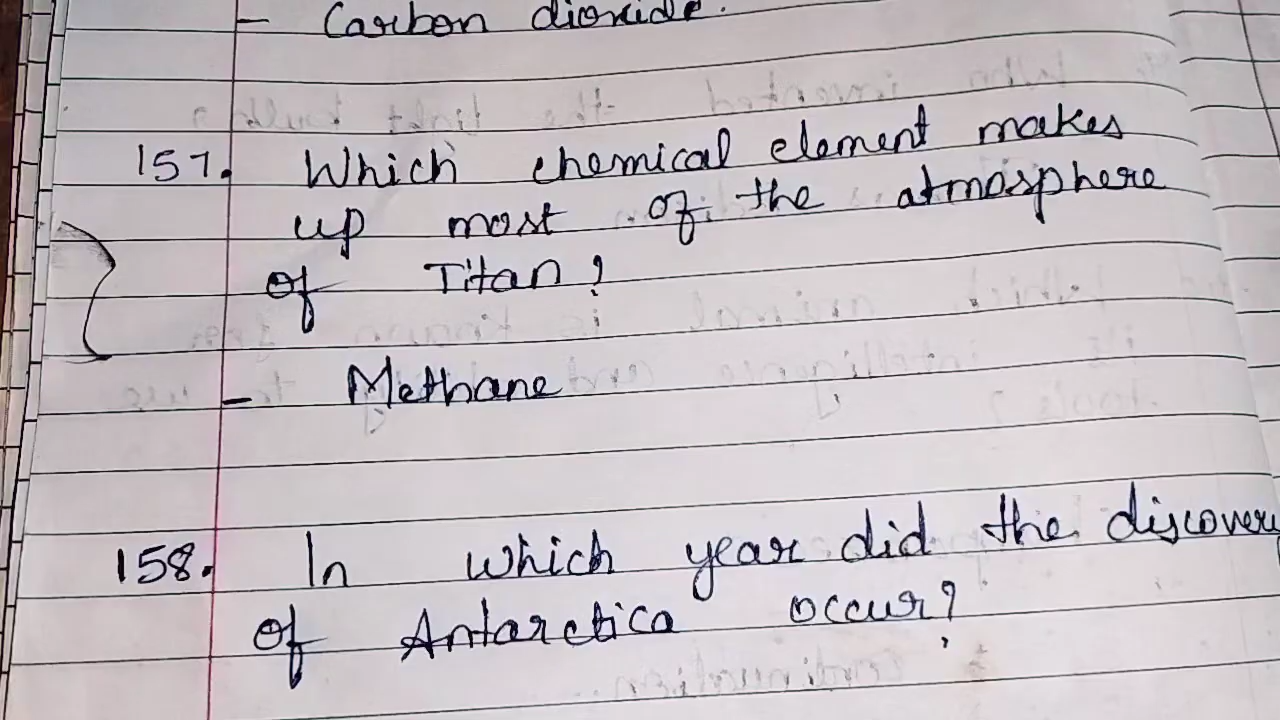 - Carbon dioxide.
157. Which chemical element makes
up most of the atmosphere
of Titan?
- Methane
158. In which year did the discovery
of Antarctica occur?